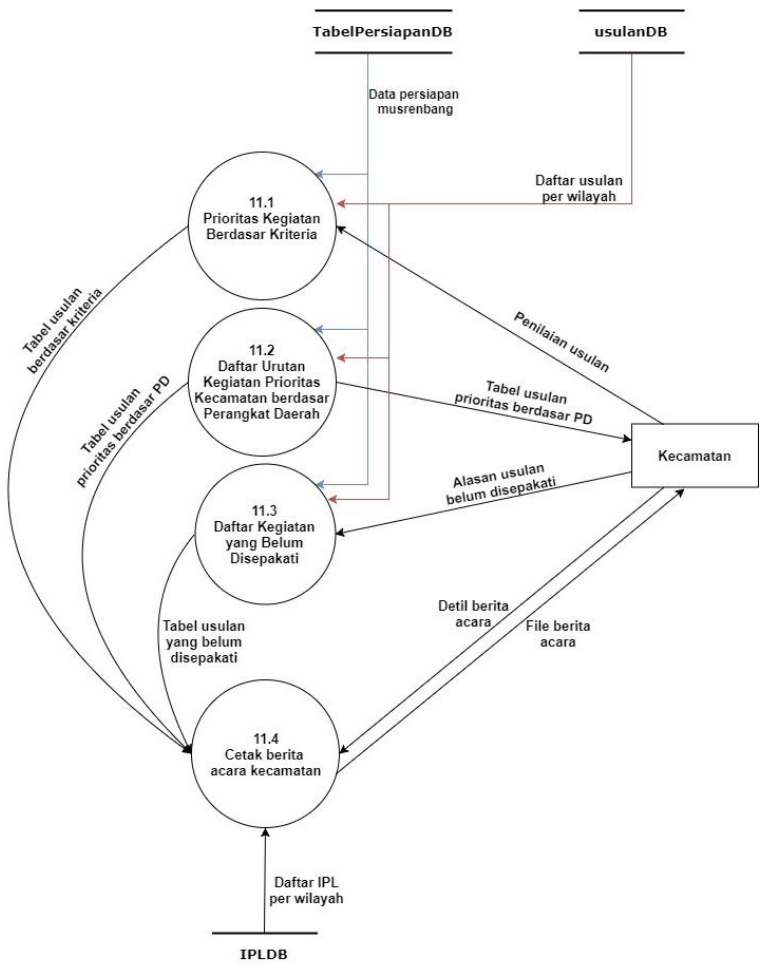 TabelPersiapanDB
usulanDB
Data persiapan
musrenbang
Daftar usulan
per wilayah
11.1
Prioritas Kegiatan
Berdasar Kriteria
Tabel usulan
berdasar kriteria
Penilaian usulan
11.2
Daftar Urutan
Kegiatan Prioritas
Kecamatan berdasar
Perangkat Daerah
Tabel usulan
prioritas berdasar PD
Tabel usulan
prioritas berdasar PD
Kecamatan
Alasan usulan
belum disepakati
11.3
Daftar Kegiatan
yang Belum
Disepakati
Tabel usulan
yang belum
disepakati
Detil berita
acara
File berita
acara
11.4
Cetak berita
acara kecamatan
Daftar IPL
per wilayah
IPLDB